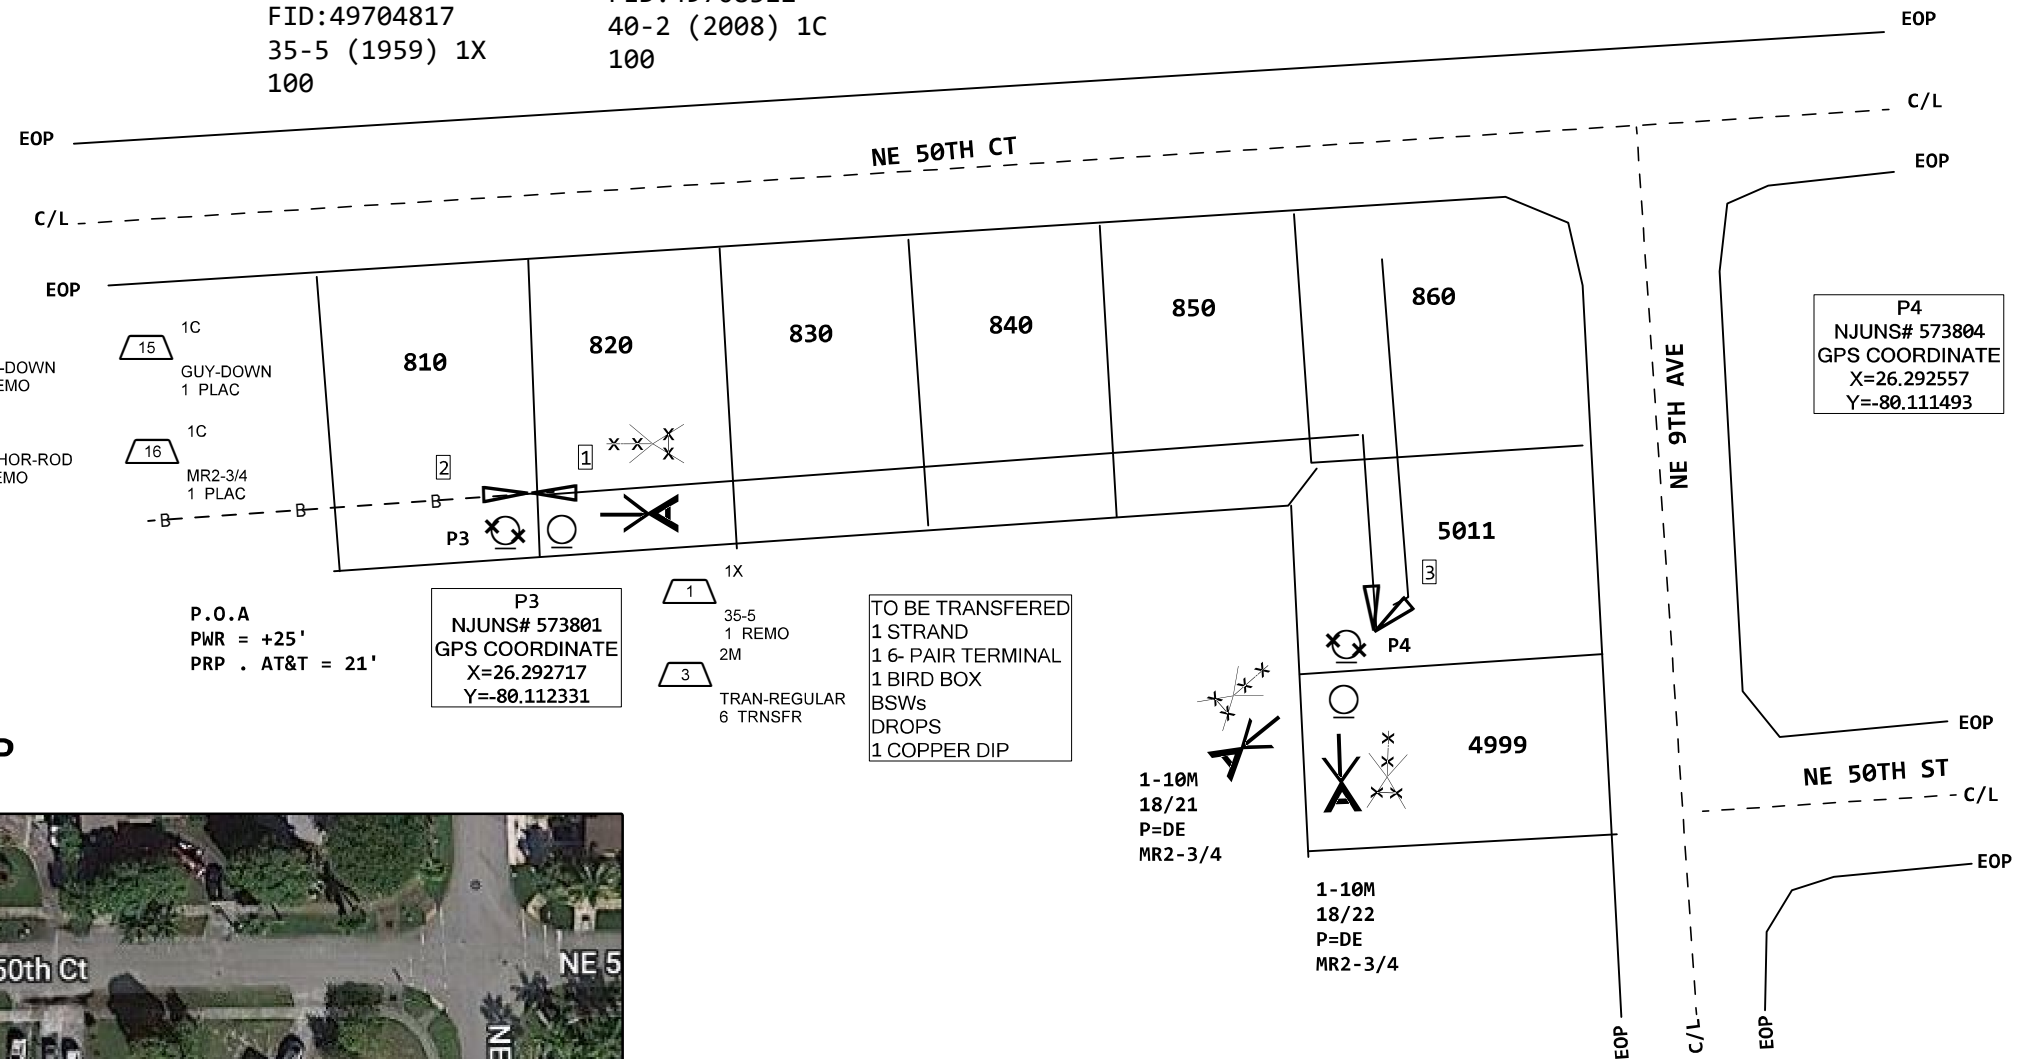 FID:49704817
35-5 (1959) 1X
100
40-2 (2008) 1C
100
EOP
EOP
C/L
EOP
NE 50TH CT
EOP
C/L
EOP
810
820
830
840
850
860
NE 9TH AVE
P4
NJUNS# 573804
GPS COORDINATE
X=26.292557
Y=-80.111493
15
1C
GUY-DOWN
1 PLAC
-DOWN
EMO
16
1C
MR2-3/4
1 PLAC
HOR-ROD
EMO
2
1
X X X X
B B B
P3
5011
3
P4
P.O.A
PWR = +25'
PRP . AT&T = 21'
P3
NJUNS# 573801
GPS COORDINATE
X=26.292717
Y=-80.112331
1
1X
35-5
1 REMO
3
2M
TRAN-REGULAR
6 TRNSFR
TO BE TRANSFERED
1 STRAND
1 6- PAIR TERMINAL
1 BIRD BOX
BSWs
DROPS
1 COPPER DIP
P
4999
1-10M
18/21
P=DE
MR2-3/4
1-10M
18/22
P=DE
MR2-3/4
EOP
NE 50TH ST
C/L
EOP
EOP
C/L
EOP
50th Ct
NE 5
NE